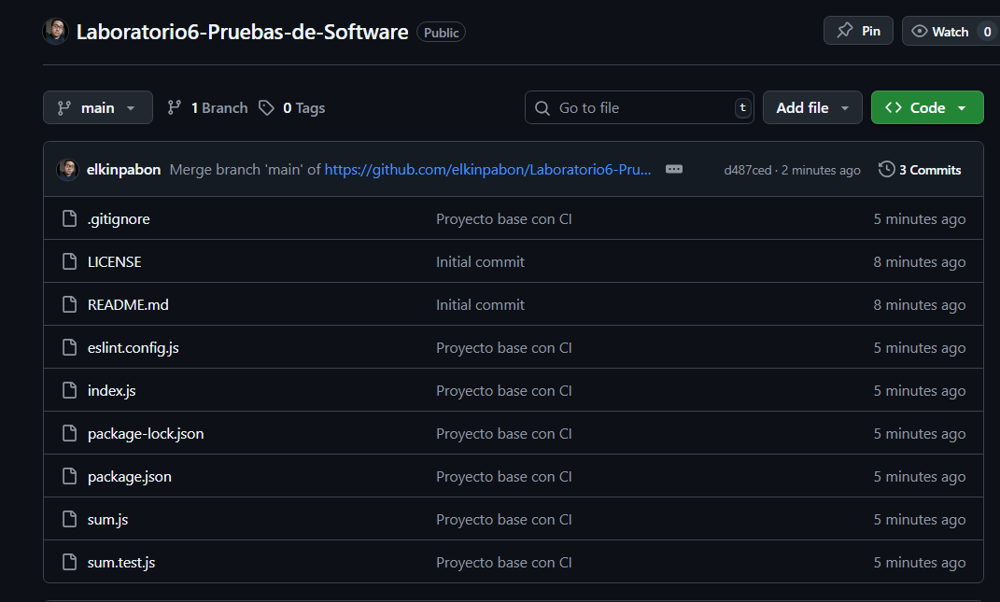 Laboratorio6-Pruebas-de-Software Public Pin Watch 0
main 1 Branch 0 Tags Go to file t Add file Code
elkinpabon Merge branch 'main' of https://github.com/elkinpabon/Laboratorio6-Pru... d487ced · 2 minutes ago 3 Commits
.gitignore Proyecto base con CI 5 minutes ago
LICENSE Initial commit 8 minutes ago
README.md Initial commit 8 minutes ago
eslint.config.js Proyecto base con CI 5 minutes ago
index.js Proyecto base con CI 5 minutes ago
package-lock.json Proyecto base con CI 5 minutes ago
package.json Proyecto base con CI 5 minutes ago
sum.js Proyecto base con CI 5 minutes ago
sum.test.js Proyecto base con CI 5 minutes ago